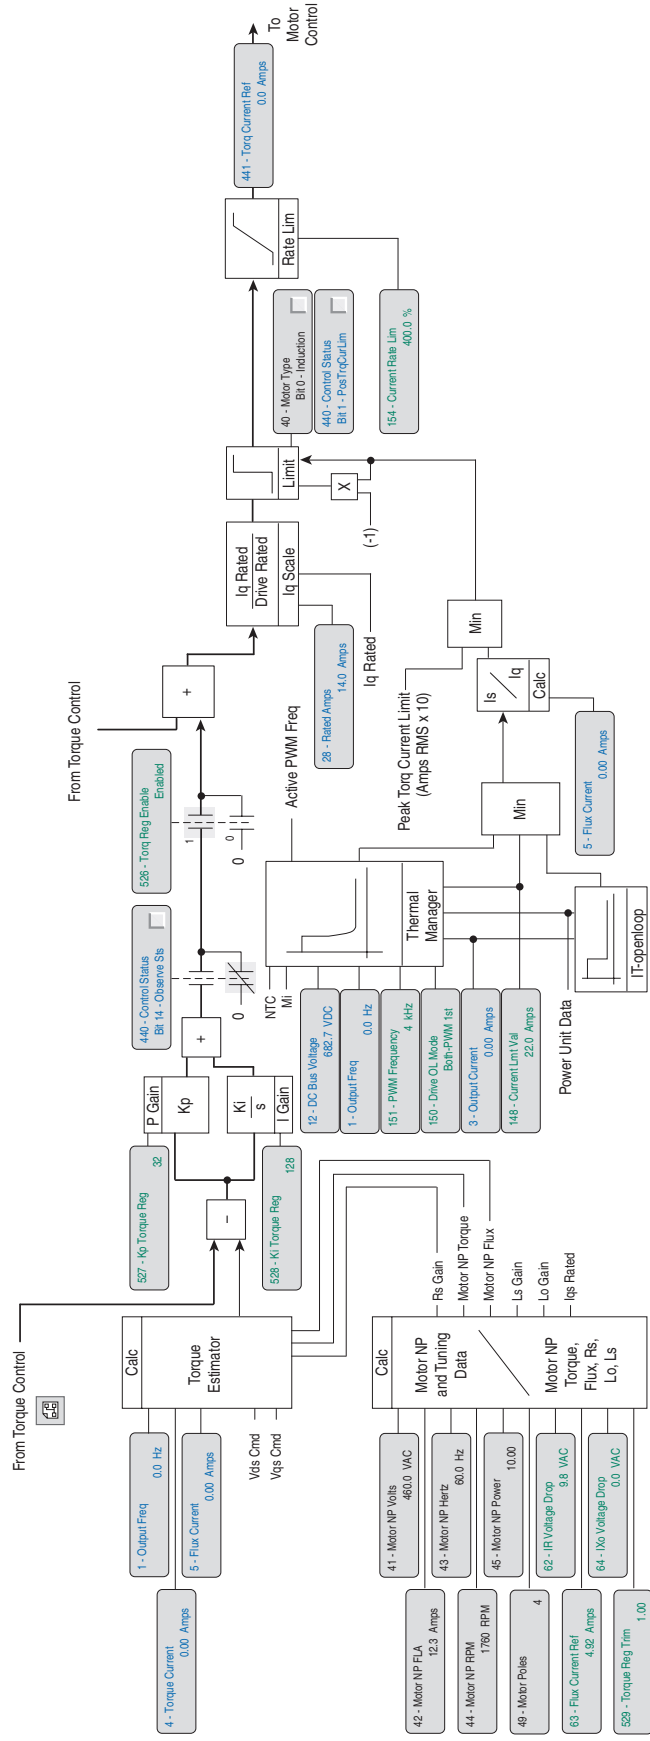 From Torque Control
1 - Output Freq
0.0 Hz
4 - Torque Current
0.00 Amps
5 - Flux Current
0.00 Amps
Vds Cmd
Vqs Cmd
Calc
Torque
Estimator
527 - Kp Torque Reg
32
528 - Ki Torque Reg
128
-
P Gain
Kp
Ki
s
I Gain
+
440 - Control Status
Bit 14 - Observe Sts
0
526 - Torq Reg Enable
Enabled
1
0
0
From Torque Control
+
Iq Rated
Drive Rated
Iq Scale
28 - Rated Amps
14.0 Amps
Iq Rated
Limit
X
(-1)
40 - Motor Type
Bit 0 - Induction
440 - Control Status
Bit 1 - PosTrqCurLim
Rate Lim
154 - Current Rate Lim
400.0 %
441 - Torq Current Ref
0.0 Amps
To
Motor
Control
41 - Motor NP Volts
460.0 VAC
42 - Motor NP FLA
12.3 Amps
43 - Motor NP Hertz
60.0 Hz
44 - Motor NP RPM
1760 RPM
45 - Motor NP Power
10.00
49 - Motor Poles
4
62 - IR Voltage Drop
9.8 VAC
63 - Flux Current Ref
4.92 Amps
64 - IXo Voltage Drop
0.0 VAC
529 - Torque Reg Trim
1.00
Calc
Motor NP
and Tuning
Data
Motor NP
Torque,
Flux, Rs,
Lo, Ls
Rs Gain
Motor NP Torque
Motor NP Flux
Ls Gain
Lo Gain
Iqs Rated
NTC
Mi
12 - DC Bus Voltage
682.7 VDC
1 - Output Freq
0.0 Hz
151 - PWM Frequency
4 kHz
150 - Drive OL Mode
Both-PWM 1st
3 - Output Current
0.00 Amps
148 - Current Lmt Val
22.0 Amps
Power Unit Data
Thermal
Manager
Active PWM Freq
IT-openloop
Min
Peak Torq Current Limit
(Amps RMS x 10)
Is
Iq
Calc
5 - Flux Current
0.00 Amps
Min